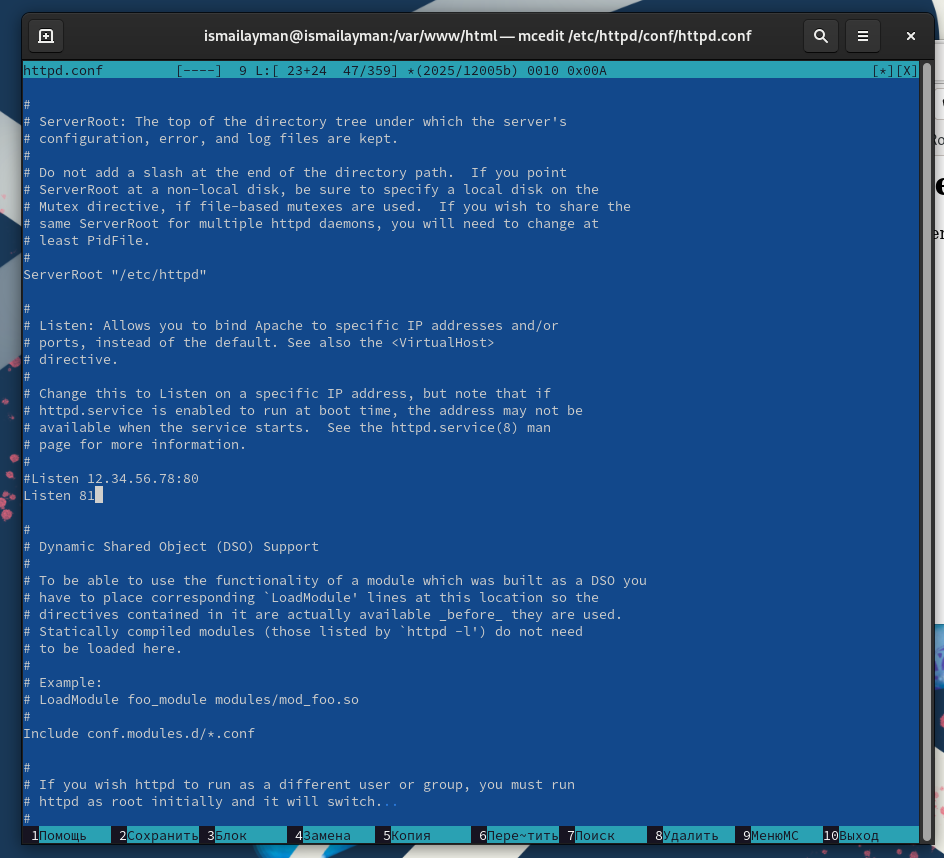 ismailayman@ismailayman:/var/www/html — mcedit /etc/httpd/conf/httpd.conf
httpd.conf         [----]  9 L:[ 23+24  47/359] *(2025/12005b) 0010 0x00A                                 [*][X]
#
# ServerRoot: The top of the directory tree under which the server's
# configuration, error, and log files are kept.
#
# Do not add a slash at the end of the directory path.  If you point
# ServerRoot at a non-local disk, be sure to specify a local disk on the
# Mutex directive, if file-based mutexes are used.  If you wish to share the
# same ServerRoot for multiple httpd daemons, you will need to change at
# least PidFile.
#
ServerRoot "/etc/httpd"
#
# Listen: Allows you to bind Apache to specific IP addresses and/or
# ports, instead of the default. See also the <VirtualHost>
# directive.
#
# Change this to Listen on a specific IP address, but note that if
# httpd.service is enabled to run at boot time, the address may not be
# available when the service starts.  See the httpd.service(8) man
# page for more information.
#
#Listen 12.34.56.78:80
Listen 81
#
# Dynamic Shared Object (DSO) Support
#
# To be able to use the functionality of a module which was built as a DSO you
# have to place corresponding `LoadModule' lines at this location so the
# directives contained in it are actually available _before_ they are used.
# Statically compiled modules (those listed by `httpd -l') do not need
# to be loaded here.
#
# Example:
# LoadModule foo_module modules/mod_foo.so
#
Include conf.modules.d/*.conf
#
# If you wish httpd to run as a different user or group, you must run
# httpd as root initially and it will switch...
#
1Помощь 2Сохранить 3Блок 4Замена 5Копия 6Пере~тить 7Поиск 8Удалить 9МенюMC 10Выход